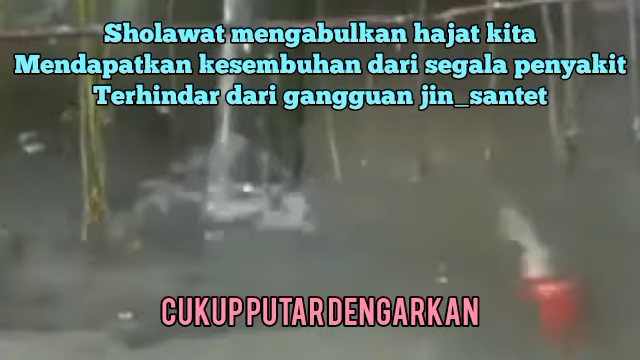 Sholawat mengabulkan hajat kita
Mendapatkan kesembuhan dari segala penyakit
Terhindar dari gangguan jin_santet
CUKUP PUTAR DENGARKAN